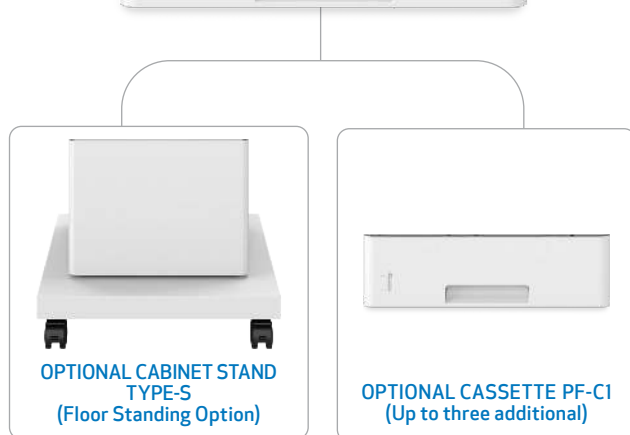 OPTIONAL CABINET STAND
TYPE-S
(Floor Standing Option)
OPTIONAL CASSETTE PF-C1
(Up to three additional)